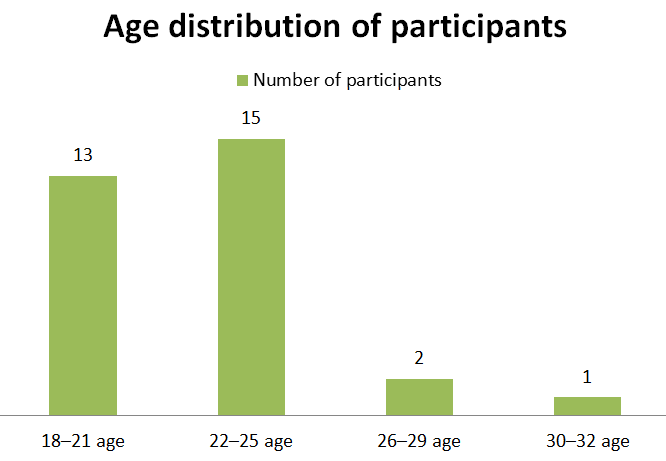 Age distribution of participants
Number of participants
15
13
2
1
18–21 age 22–25 age 26–29 age 30–32 age